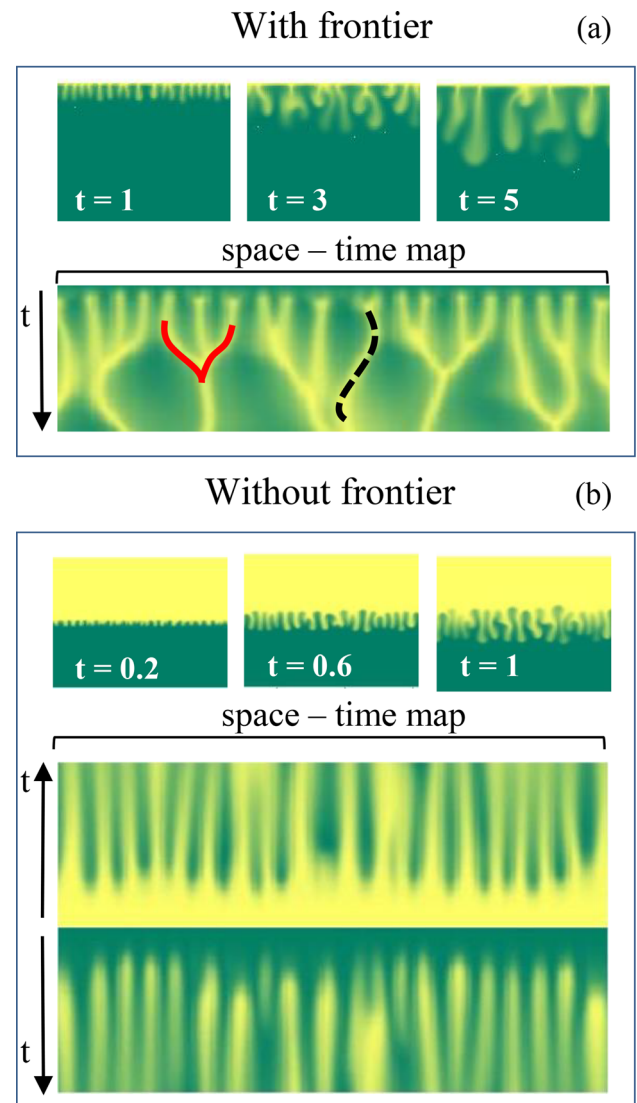 With frontier (a)
t = 1 t = 3 t = 5
space – time map
t
Without frontier (b)
t = 0.2 t = 0.6 t = 1
space – time map
t
t